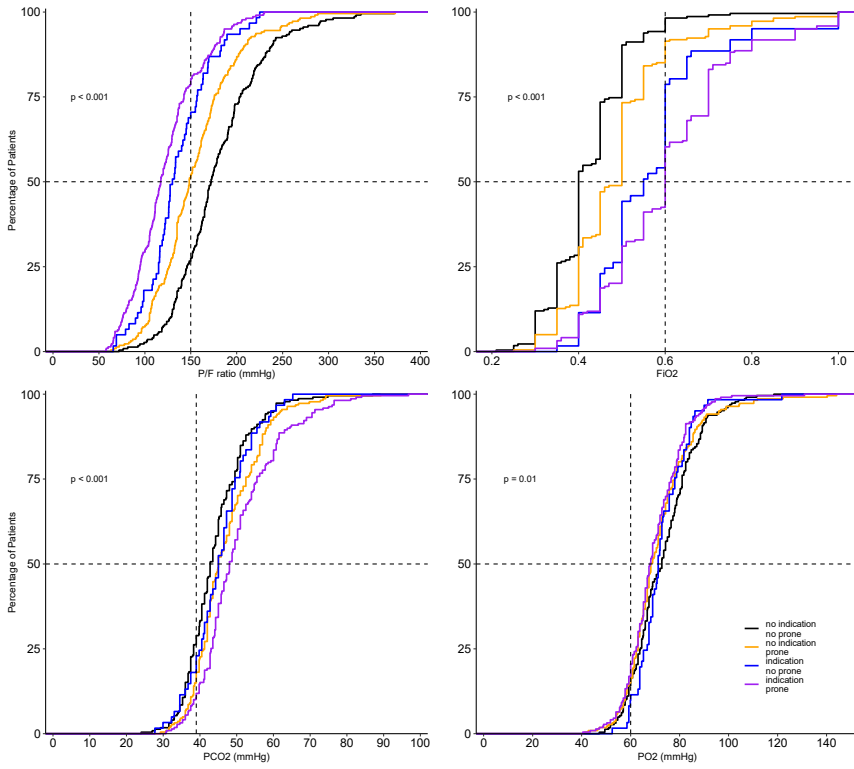 100
75
50
25
0
Percentage of Patients
p < 0.001
0 50 100 150 200 250 300 350 400
P/F ratio (mmHg)
100
75
50
25
0
p < 0.001
0.2 0.4 0.6 0.8 1.0
FiO2
100
75
50
25
0
Percentage of Patients
p < 0.001
0 10 20 30 40 50 60 70 80 90 100
PCO2 (mmHg)
100
75
50
25
0
p = 0.01
no indication
no prone
no indication
prone
indication
no prone
indication
prone
0 20 40 60 80 100 120 140
PO2 (mmHg)